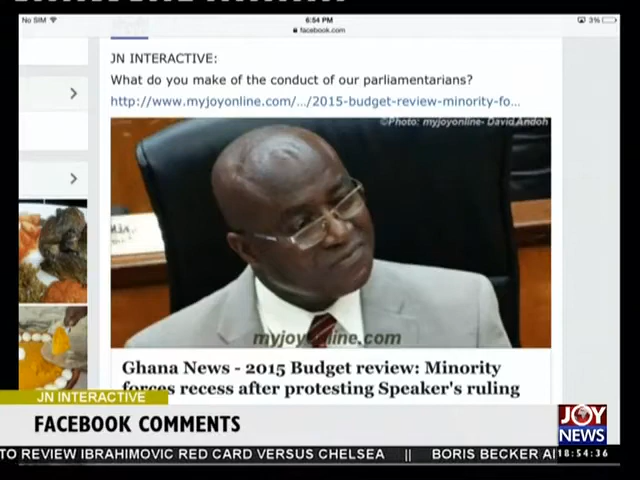 No SIM
6:54 PM
3%
facebook.com
JN INTERACTIVE:
What do you make of the conduct of our parliamentarians?
http://www.myjoyonline.com/.../2015-budget-review-minority-fo...
©Photo: myjoyonline- David Andoh
myjoyonline.com
Ghana News - 2015 Budget review: Minority
forces recess after protesting Speaker's ruling
JN INTERACTIVE
FACEBOOK COMMENTS
JOY
NEWS
TO REVIEW IBRAHIMOVIC RED CARD VERSUS CHELSEA || BORIS BECKER A
18:54:36